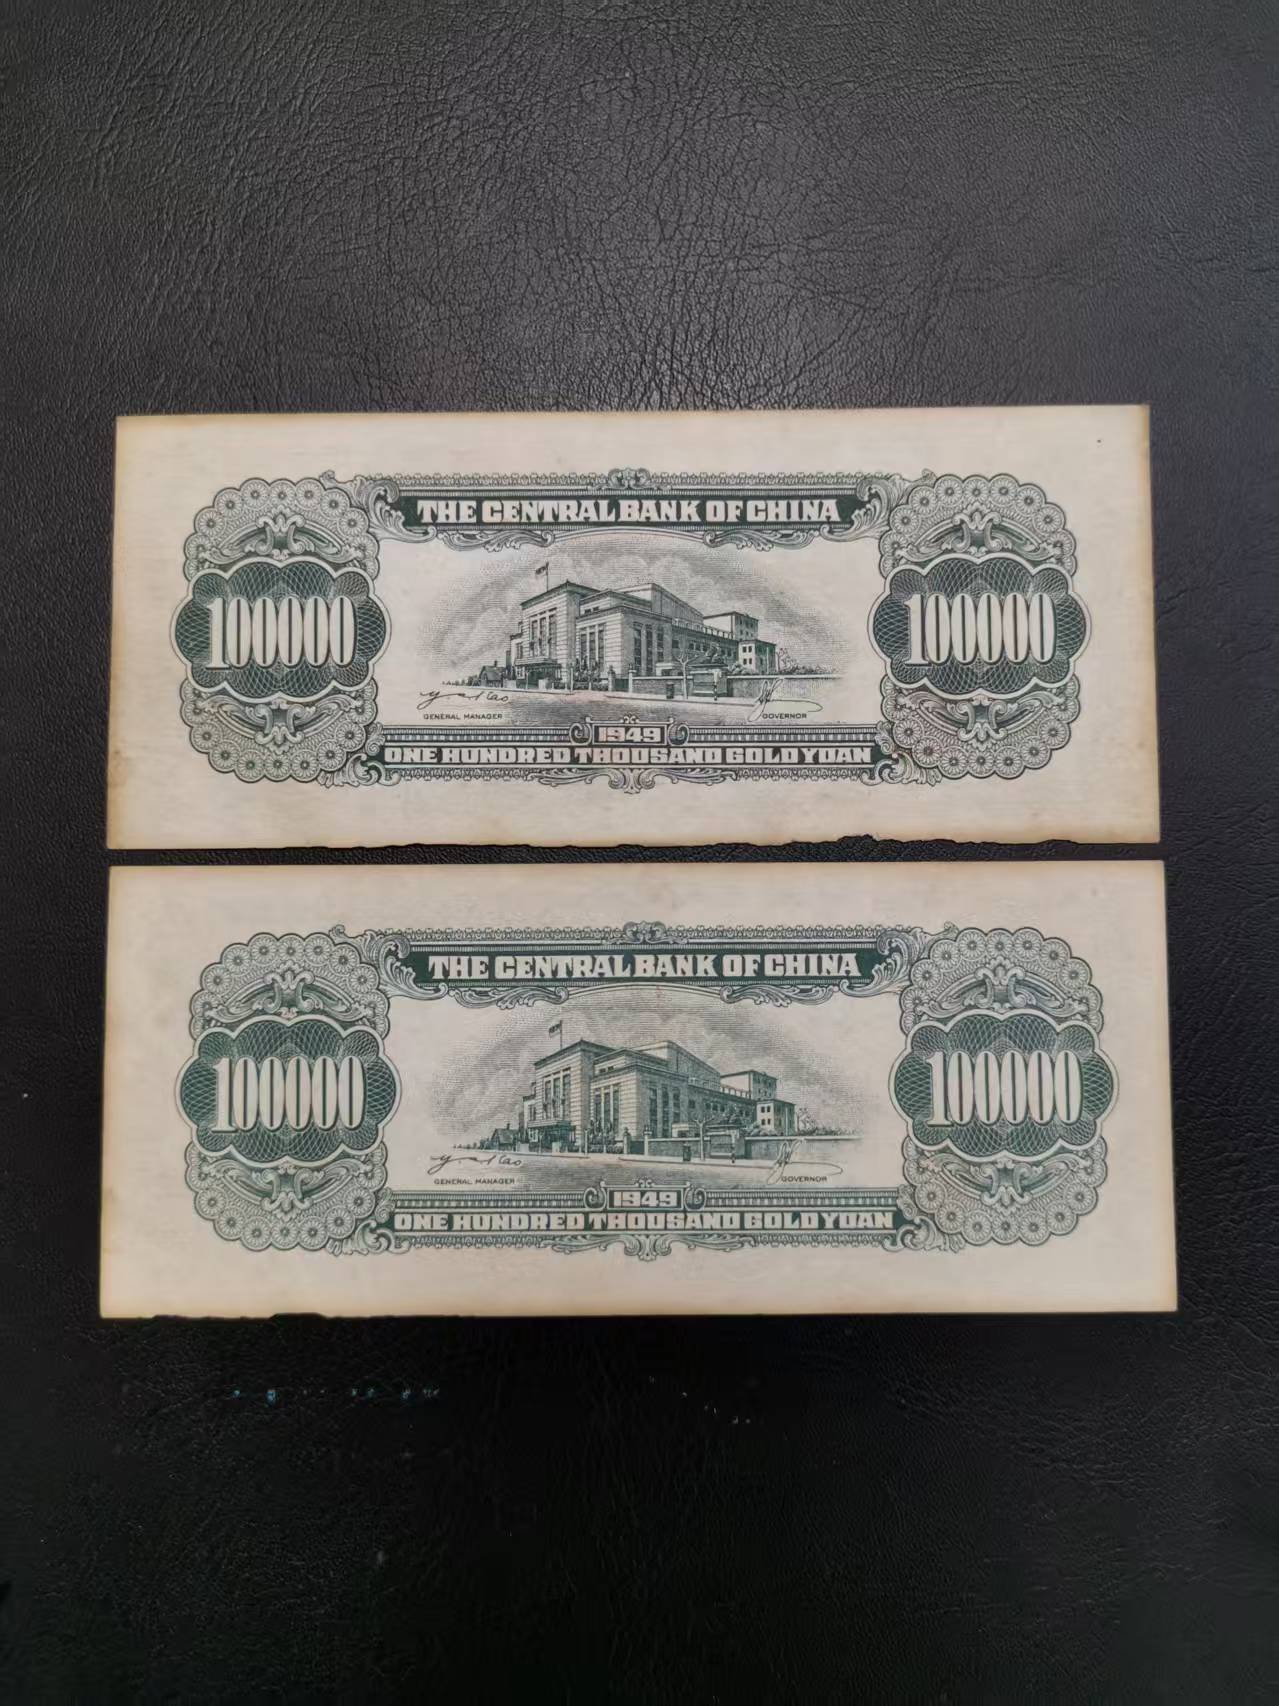 THE CENTRAL BANK OF CHINA
100000
100000
GENERAL MANAGER
GOVERNOR
1949
ONE HUNDRED THOUSAND GOLD YUAN
THE CENTRAL BANK OF CHINA
100000
100000
GENERAL MANAGER
GOVERNOR
1949
ONE HUNDRED THOUSAND GOLD YUAN